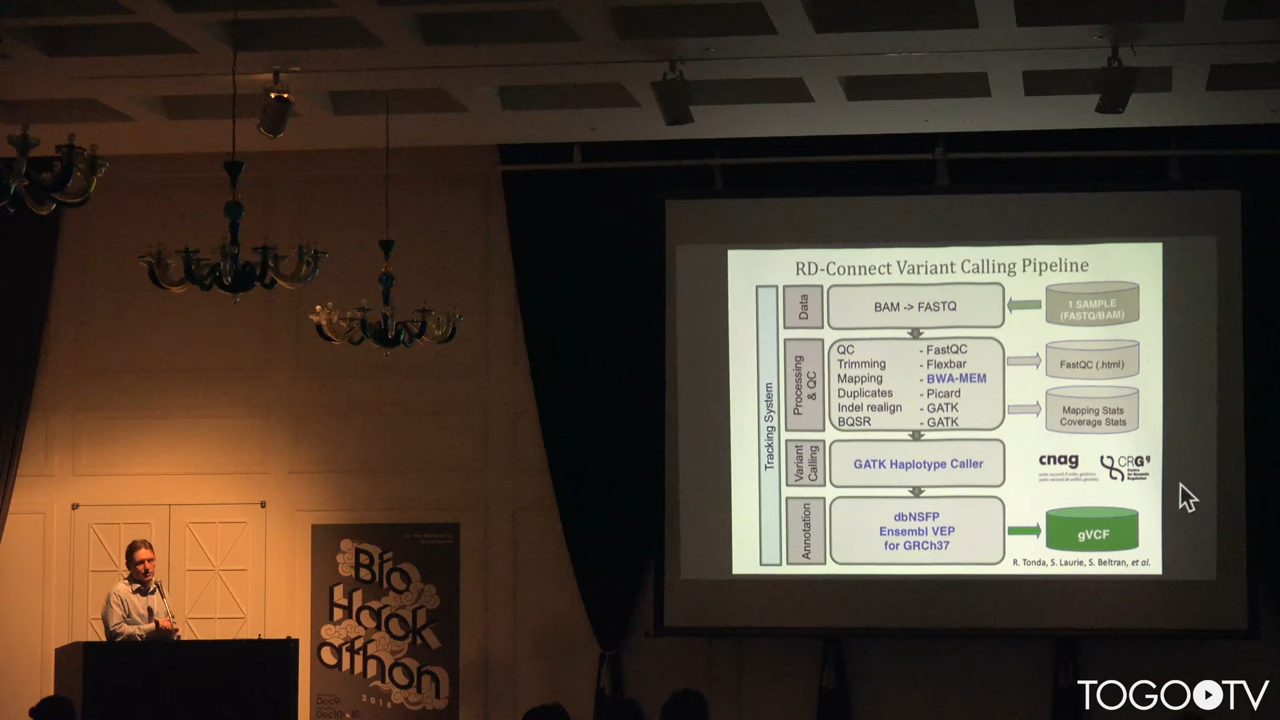 RD-Connect Variant Calling Pipeline
Tracking System
Data
BAM -> FASTQ
1 SAMPLE
(FASTQ/BAM)
Processing
& QC
QC - FastQC
Trimming - Flexbar
Mapping - BWA-MEM
Duplicates - Picard
Indel realign - GATK
BQSR - GATK
FastQC (.html)
Mapping Stats
Coverage Stats
Variant
Calling
GATK Haplotype Caller
cnag
CRG
Annotation
dbNSFP
Ensembl VEP
for GRCh37
gVCF
R. Tonda, S. Laurie, S. Beltran, et al.
Bio
Hack
athon
2018
TOGOTV